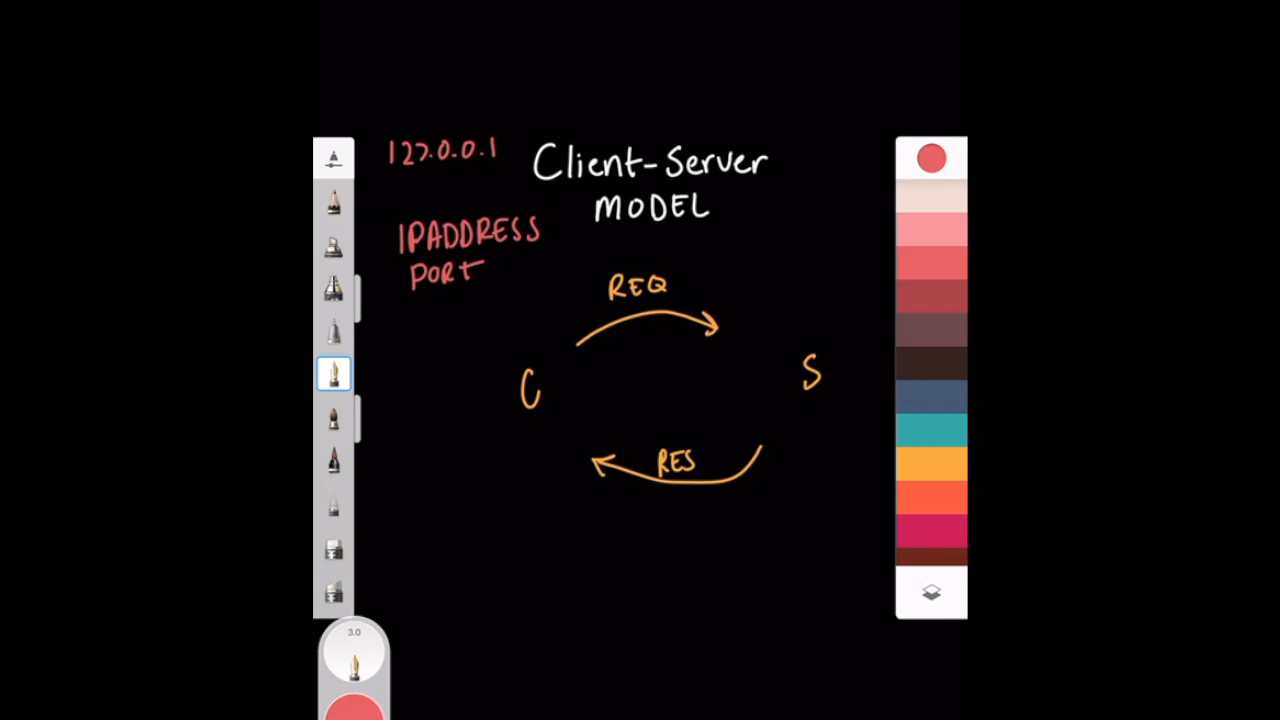 127.0.0.1
Client-Server
MODEL
IPADDRESS
PORT
REQ
C
S
RES
3.0